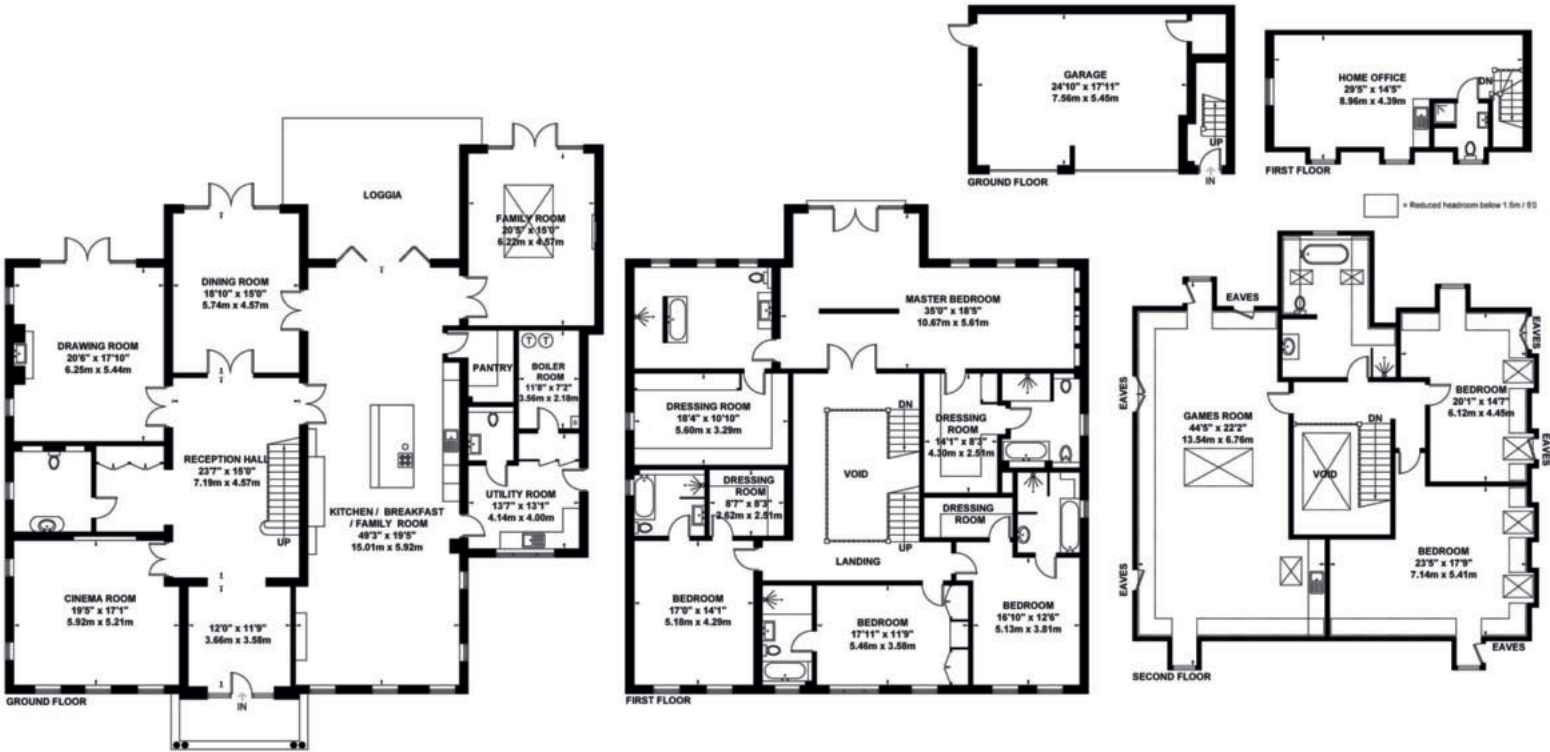 LOGGIA
FAMILY ROOM
20'5" x 15'0"
6.22m x 4.57m
DINING ROOM
18'10" x 15'0"
5.74m x 4.57m
DRAWING ROOM
20'6" x 17'10"
6.25m x 5.44m
PANTRY
T T
BOILER
ROOM
11'8" x 7'2"
3.56m x 2.18m
RECEPTION HALL
23'7" x 15'0"
7.19m x 4.57m
UP
KITCHEN / BREAKFAST
/ FAMILY ROOM
49'3" x 19'5"
15.01m x 5.92m
UTILITY ROOM
13'7" x 13'1"
4.14m x 4.00m
CINEMA ROOM
19'5" x 17'1"
5.92m x 5.21m
12'0" x 11'9"
3.66m x 3.58m
IN
GROUND FLOOR
MASTER BEDROOM
35'0" x 18'5"
10.67m x 5.61m
DRESSING ROOM
18'4" x 10'10"
5.60m x 3.29m
DN
VOID
UP
DRESSING
ROOM
14'1" x 8'3"
4.30m x 2.51m
DRESSING
ROOM
8'7" x 8'3"
2.62m x 2.51m
DRESSING
ROOM
LANDING
BEDROOM
17'0" x 14'1"
5.18m x 4.29m
BEDROOM
17'11" x 11'9"
5.46m x 3.58m
BEDROOM
16'10" x 12'6"
5.13m x 3.81m
FIRST FLOOR
GARAGE
24'10" x 17'11"
7.56m x 5.45m
UP
IN
GROUND FLOOR
HOME OFFICE
29'5" x 14'5"
8.96m x 4.39m
DN
FIRST FLOOR
= Reduced headroom below 1.5m / 5'0
EAVES
EAVES
EAVES
EAVES
EAVES
EAVES
GAMES ROOM
44'5" x 22'2"
13.54m x 6.76m
DN
VOID
BEDROOM
20'1" x 14'7"
6.12m x 4.45m
BEDROOM
23'5" x 17'9"
7.14m x 5.41m
SECOND FLOOR